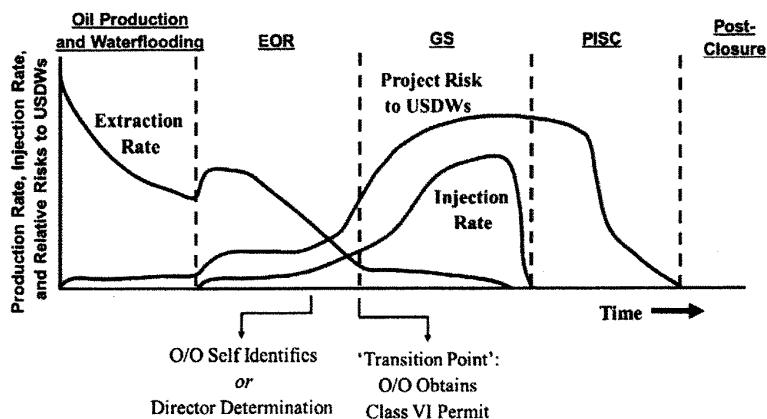 Oil Production
and Waterflooding
EOR
GS
PISC
Post-
Closure
Production Rate, Injection Rate,
and Relative Risks to USDWs
Extraction
Rate
Project Risk
to USDWs
Injection
Rate
Time
O/O Self Identifics
or
Director Determination
'Transition Point':
O/O Obtains
Class VI Permit